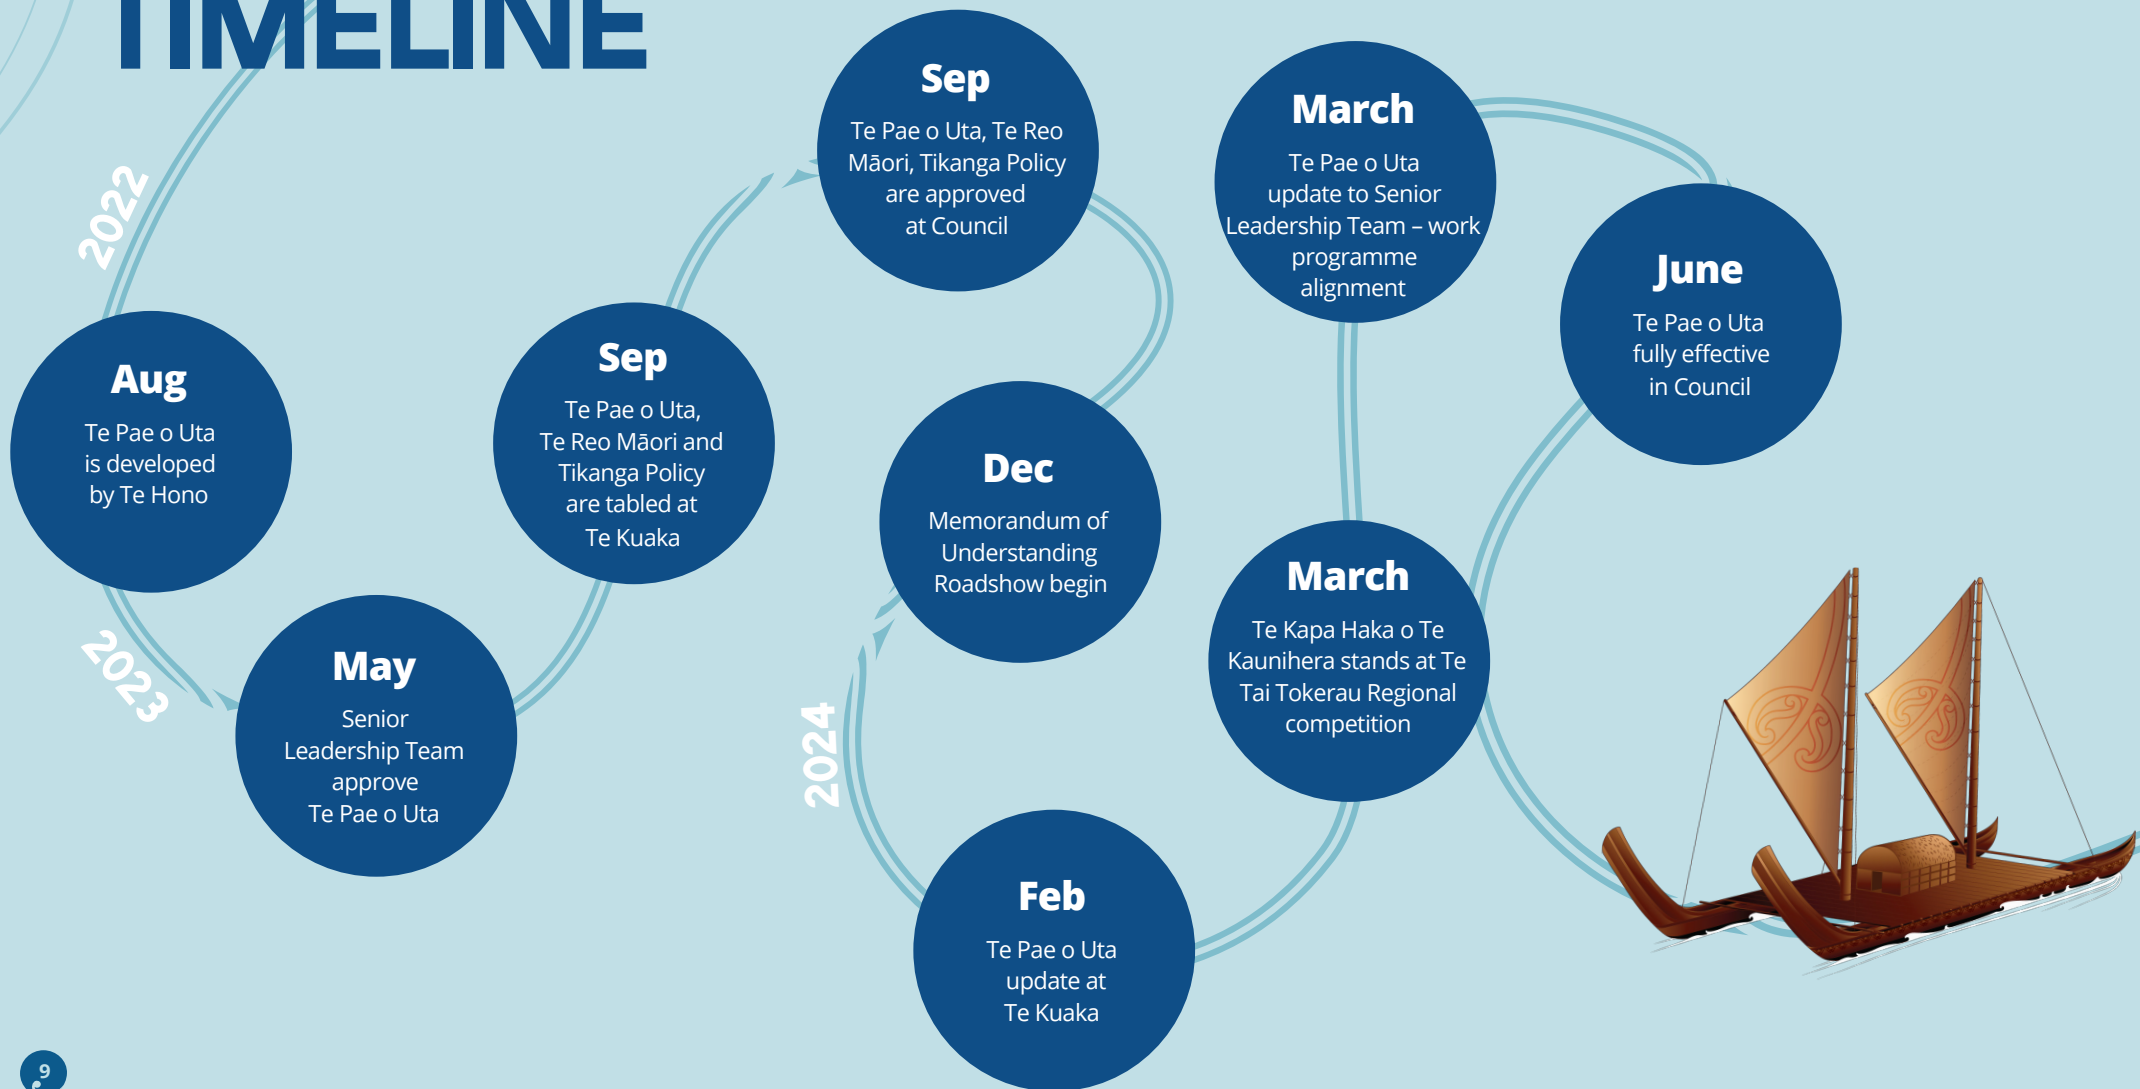 TIMELINE
2022
Aug
Te Pae o Uta
is developed
by Te Hono
2023
May
Senior
Leadership Team
approve
Te Pae o Uta
Sep
Te Pae o Uta,
Te Reo Māori and
Tikanga Policy
are tabled at
Te Kuaka
Sep
Te Pae o Uta, Te Reo
Māori, Tikanga Policy
are approved
at Council
Dec
Memorandum of
Understanding
Roadshow begin
2024
Feb
Te Pae o Uta
update at
Te Kuaka
March
Te Kapa Haka o Te
Kaunihera stands at Te
Tai Tokerau Regional
competition
March
Te Pae o Uta
update to Senior
Leadership Team – work
programme
alignment
June
Te Pae o Uta
fully effective
in Council
9